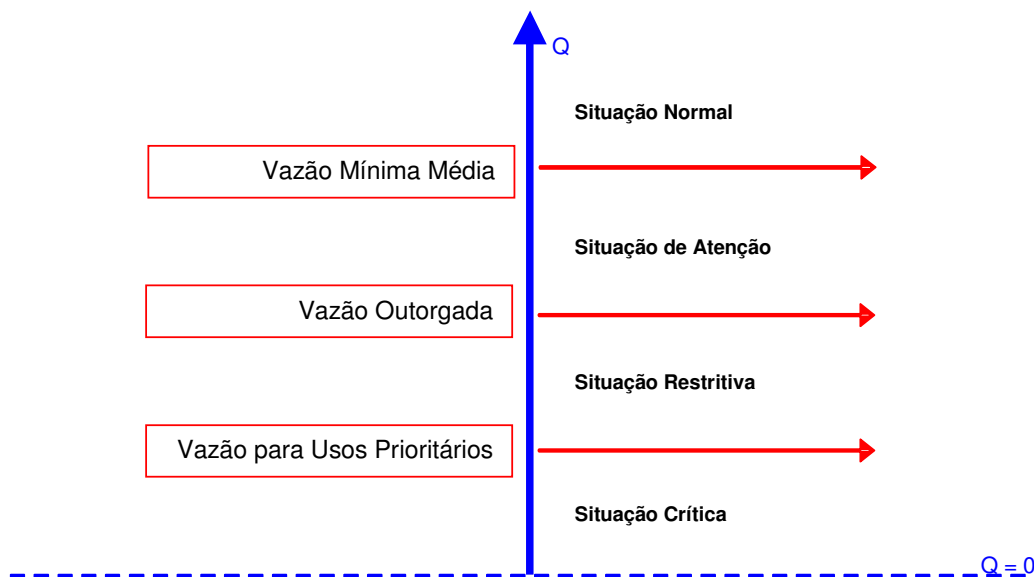 Q
Situação Normal
Vazão Mínima Média
Situação de Atenção
Vazão Outorgada
Situação Restritiva
Vazão para Usos Prioritários
Situação Crítica
Q = 0